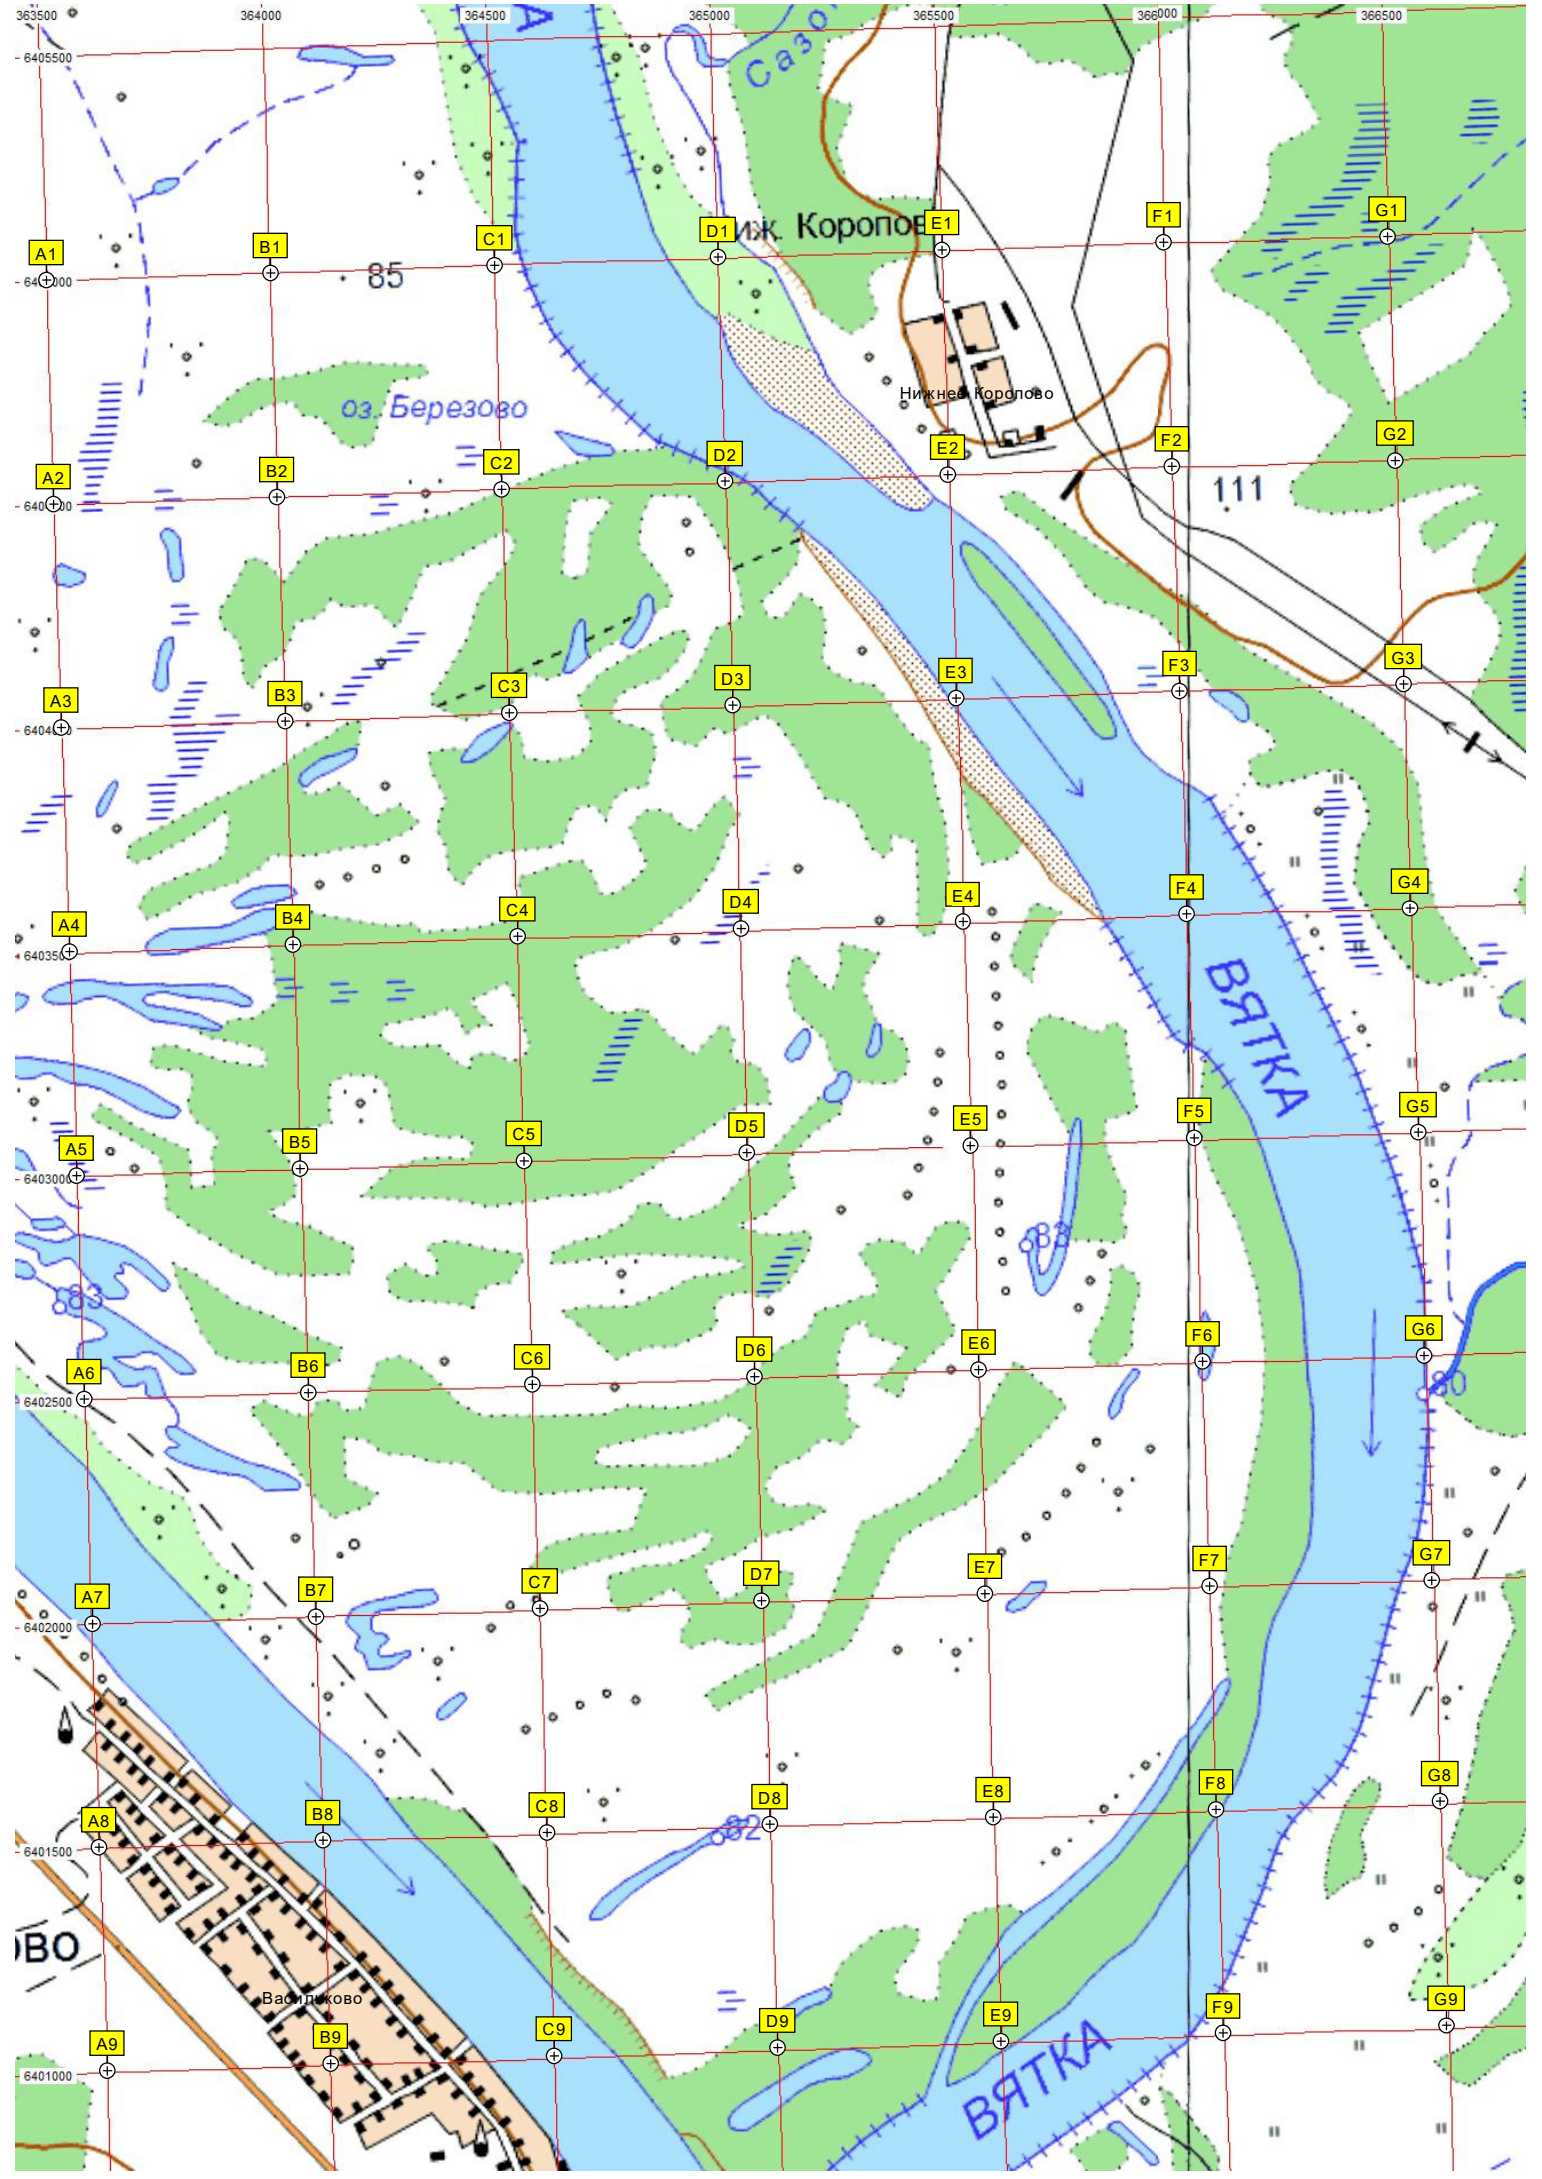 363500 364000 364500 365000 365500 366000 366500
6405500
А
Сазо
иж. Коропов
A1 B1 C1 D1 E1 F1 G1
85
Нижнее Коропово
оз. Березово
A2 B2 C2 D2 E2 F2 G2
111
A3 B3 C3 D3 E3 F3 G3
A4 B4 C4 D4 E4 F4 G4
640350
ВЯТКА
A5 B5 C5 D5 E5 F5 G5
6403000
83
83
A6 B6 C6 D6 E6 F6 G6
6402500
80
A7 B7 C7 D7 E7 F7 G7
6402000
A8 B8 C8 D8 E8 F8 G8
82
6401500
ОВО
Васильково
A9 B9 C9 D9 E9 F9 G9
6401000
ВЯТКА